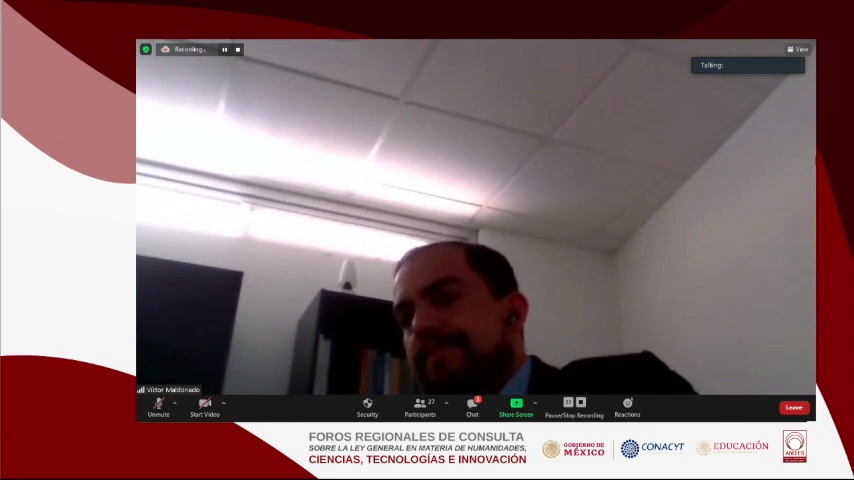 Recording...
View
Talking:
Víctor Maldonado
Unmute
Start Video
Security
27
Participants
3
Chat
Share Screen
Pause/Stop Recording
Reactions
Leave
FOROS REGIONALES DE CONSULTA
SOBRE LA LEY GENERAL EN MATERIA DE HUMANIDADES,
CIENCIAS, TECNOLOGÍAS E INNOVACIÓN
GOBIERNO DE
MÉXICO
CONACYT
EDUCACIÓN
ANUIES